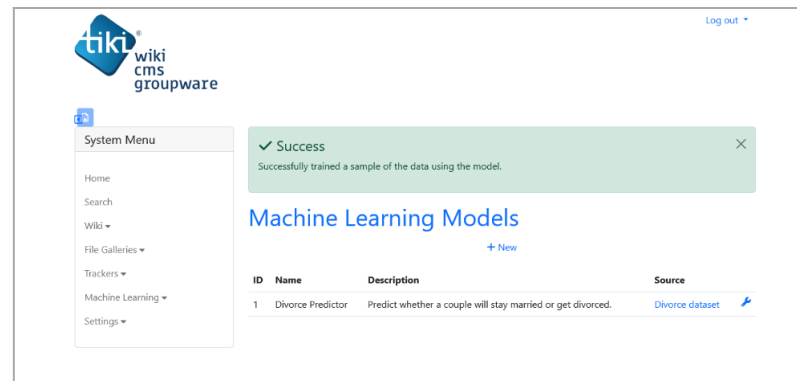 Log out
tiki®
wiki
cms
groupware
System Menu
Home
Search
Wiki
File Galleries
Trackers
Machine Learning
Settings
Success
Successfully trained a sample of the data using the model.
Machine Learning Models
+ New
ID Name Description Source
1 Divorce Predictor Predict whether a couple will stay married or get divorced. Divorce dataset